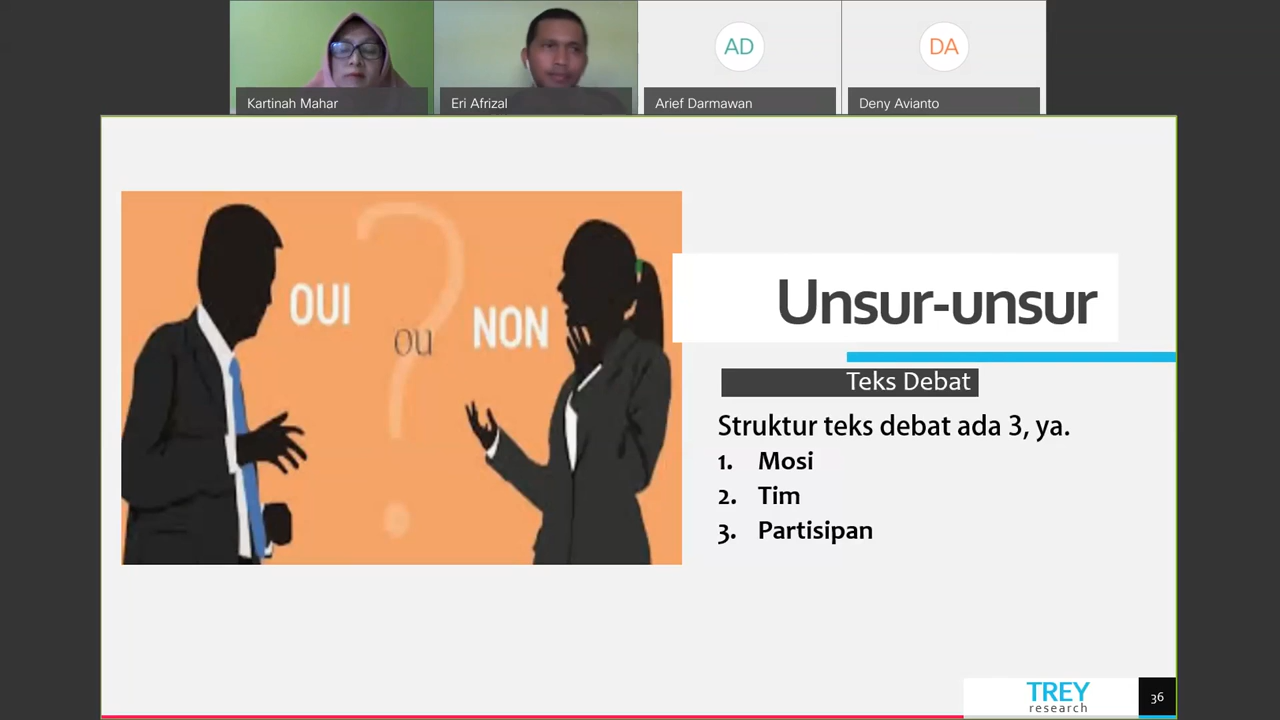 AD
DA
Kartinah Mahar
Eri Afrizal
Arief Darmawan
Deny Avianto
OUI
ou
NON
Unsur-unsur
Teks Debat
Struktur teks debat ada 3, ya.
1. Mosi
2. Tim
3. Partisipan
TREY
research
36